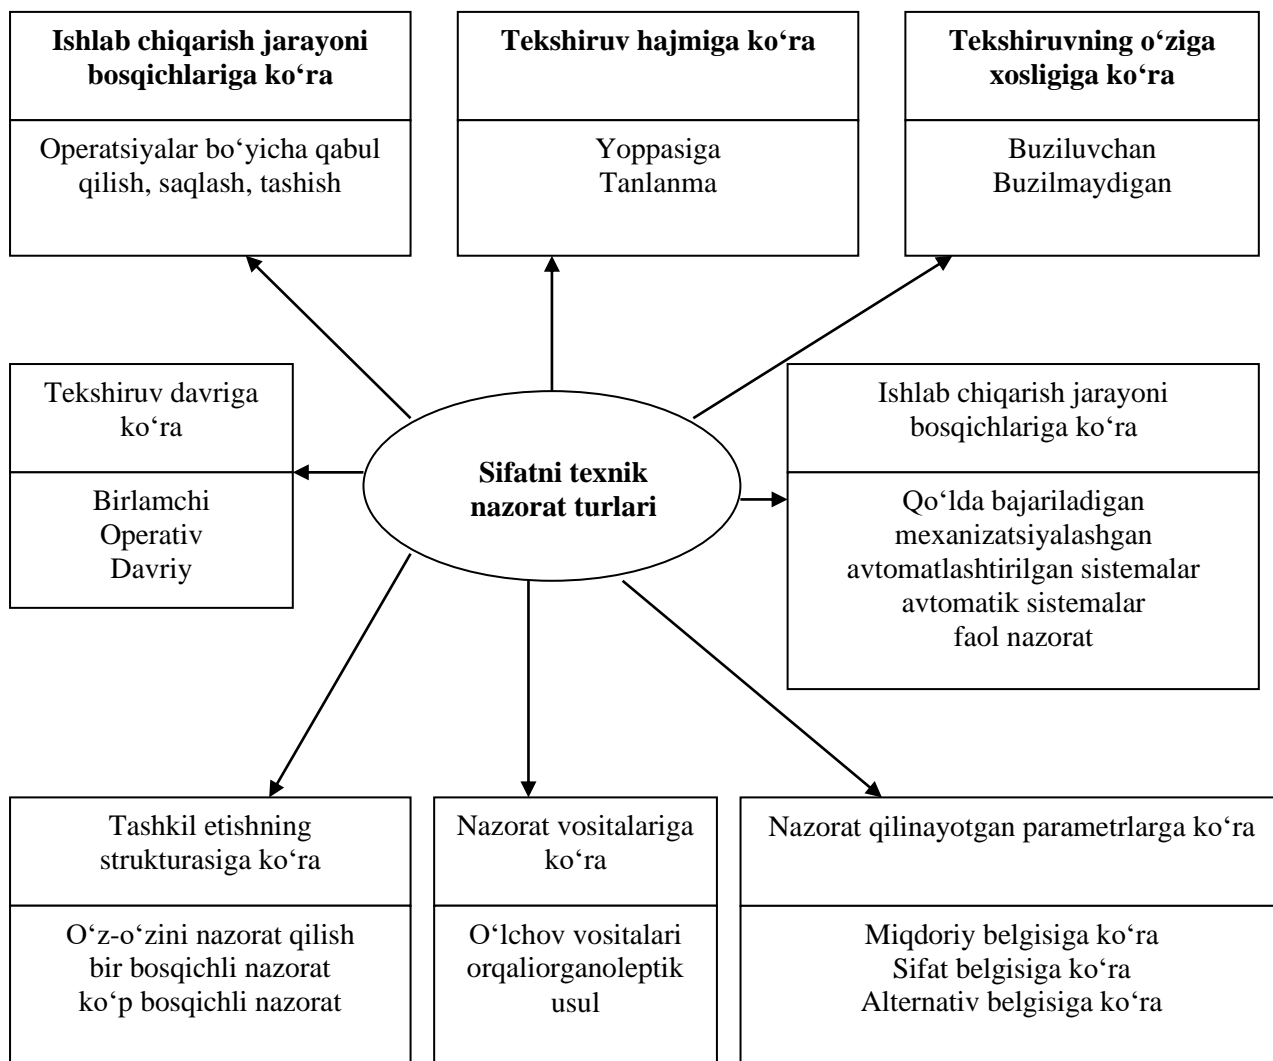 Ishlab chiqarish jarayoni
bosqichlariga ko‘ra
Operatsiyalar bo‘yicha qabul
qilish, saqlash, tashish
Tekshiruv hajmiga ko‘ra
Yoppasiga
Tanlanma
Tekshiruvning o‘ziga
xosligiga ko‘ra
Buziluvchan
Buzilmaydigan
Tekshiruv davriga
ko‘ra
Birlamchi
Operativ
Davriy
Sifatni texnik
nazorat turlari
Ishlab chiqarish jarayoni
bosqichlariga ko‘ra
Qo‘lda bajariladigan
mexanizatsiyalashgan
avtomatlashtirilgan sistemalar
avtomatik sistemalar
faol nazorat
Tashkil etishning
strukturasiga ko‘ra
O‘z-o‘zini nazorat qilish
bir bosqichli nazorat
ko‘p bosqichli nazorat
Nazorat vositalariga
ko‘ra
O‘lchov vositalari
orqaliorganoleptik
usul
Nazorat qilinayotgan parametrlarga ko‘ra
Miqdoriy belgisiga ko‘ra
Sifat belgisiga ko‘ra
Alternativ belgisiga ko‘ra